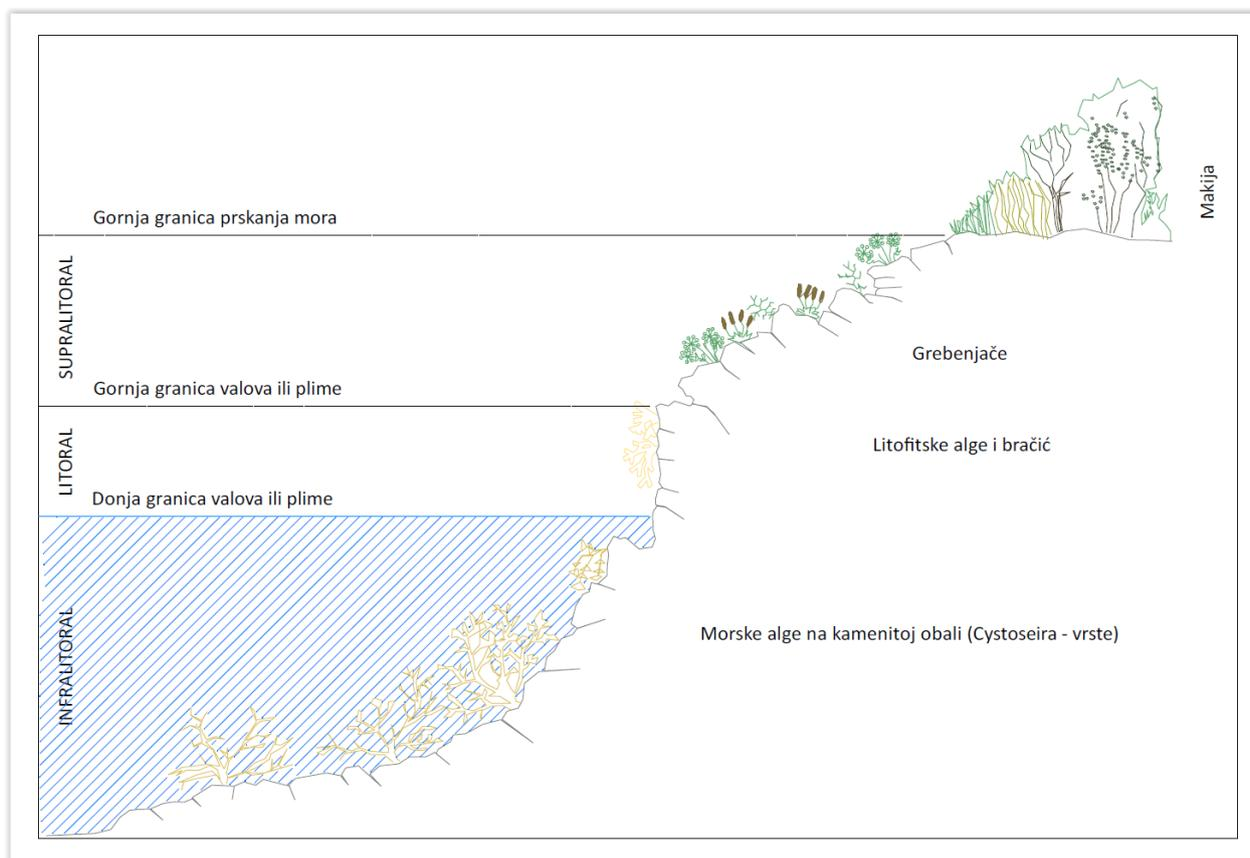 Makija
Gornja granica prskanja mora
SUPRALITORAL
Grebenjače
Gornja granica valova ili plime
LITORAL
Litofitske alge i bračić
Donja granica valova ili plime
INFRALITORAL
Morske alge na kamenitoj obali (Cystoseira - vrste)